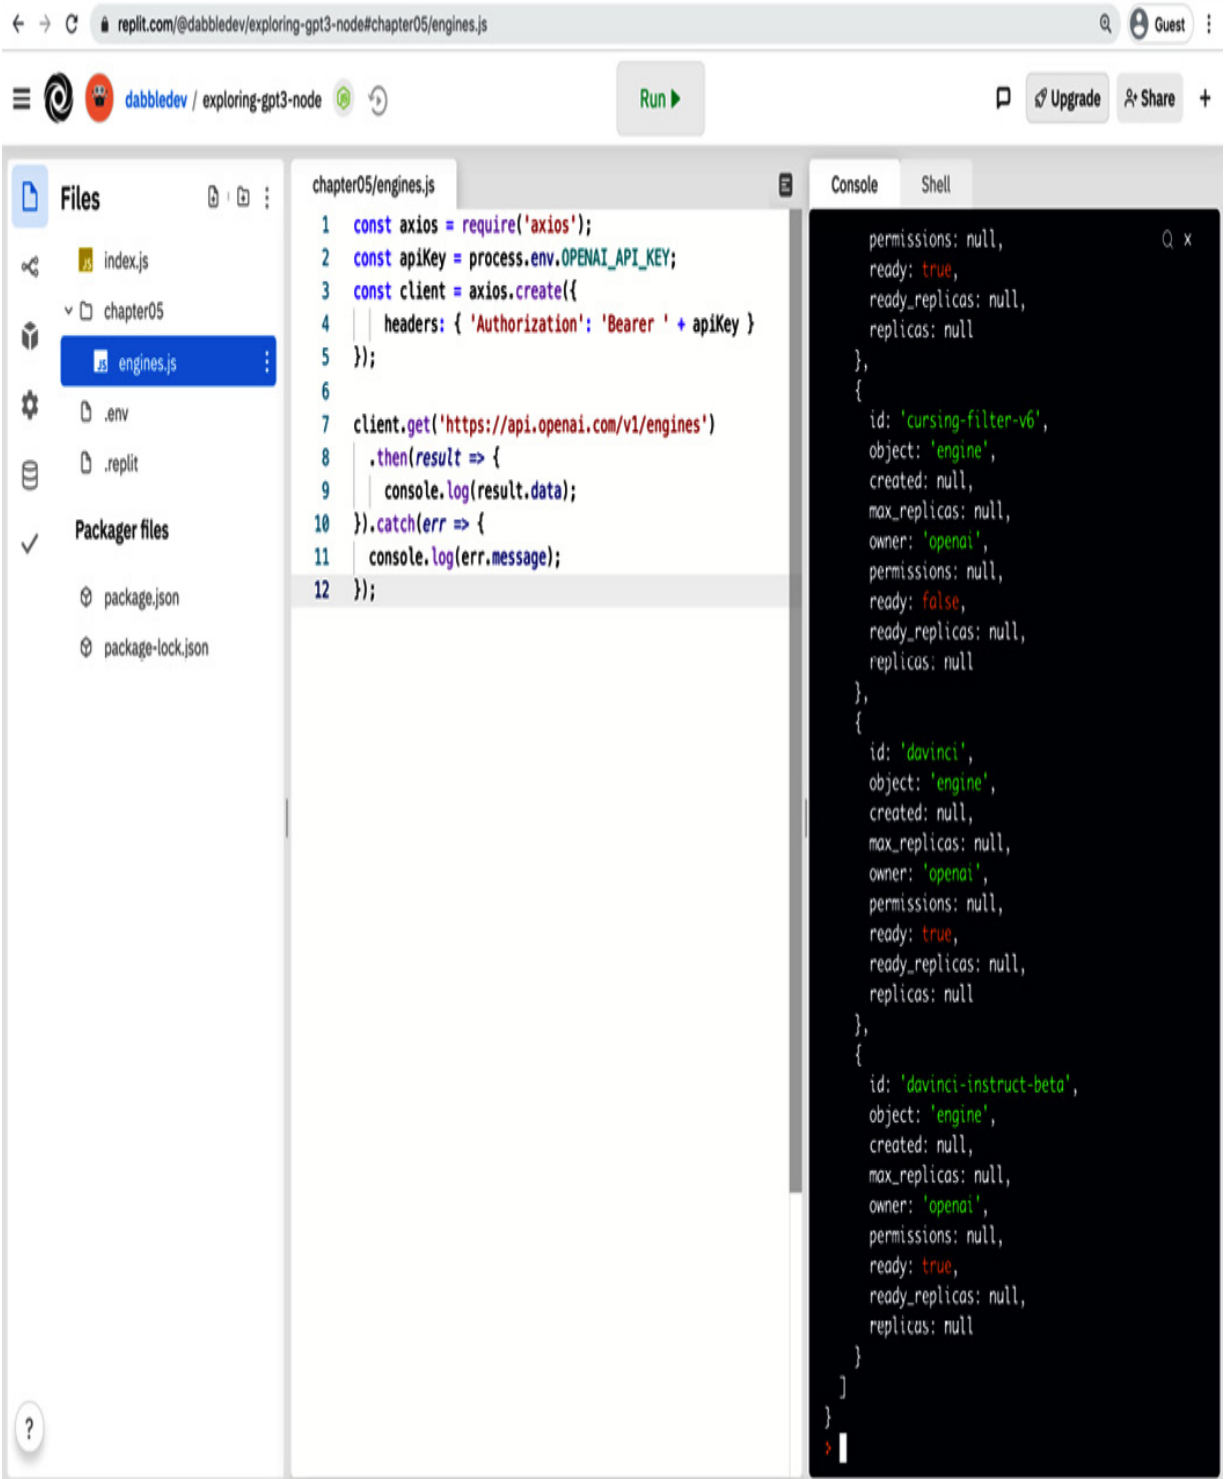 replit.com/@dabbledev/exploring-gpt3-node#chapter05/engines.js
Guest
dabbledev / exploring-gpt3-node
Run
Upgrade
Share
+
Files
index.js
chapter05
engines.js
.env
.replit
Packager files
package.json
package-lock.json
?
chapter05/engines.js
1 const axios = require('axios');
2 const apiKey = process.env.OPENAI_API_KEY;
3 const client = axios.create({
4 headers: { 'Authorization': 'Bearer ' + apiKey }
5 });
6
7 client.get('https://api.openai.com/v1/engines')
8 .then(result => {
9 console.log(result.data);
10 }).catch(err => {
11 console.log(err.message);
12 });
Console Shell
permissions: null,
ready: true,
ready_replicas: null,
replicas: null
},
{
id: 'cursing-filter-v6',
object: 'engine',
created: null,
max_replicas: null,
owner: 'openai',
permissions: null,
ready: false,
ready_replicas: null,
replicas: null
},
{
id: 'davinci',
object: 'engine',
created: null,
max_replicas: null,
owner: 'openai',
permissions: null,
ready: true,
ready_replicas: null,
replicas: null
},
{
id: 'davinci-instruct-beta',
object: 'engine',
created: null,
max_replicas: null,
owner: 'openai',
permissions: null,
ready: true,
ready_replicas: null,
replicas: null
}
]
}
>